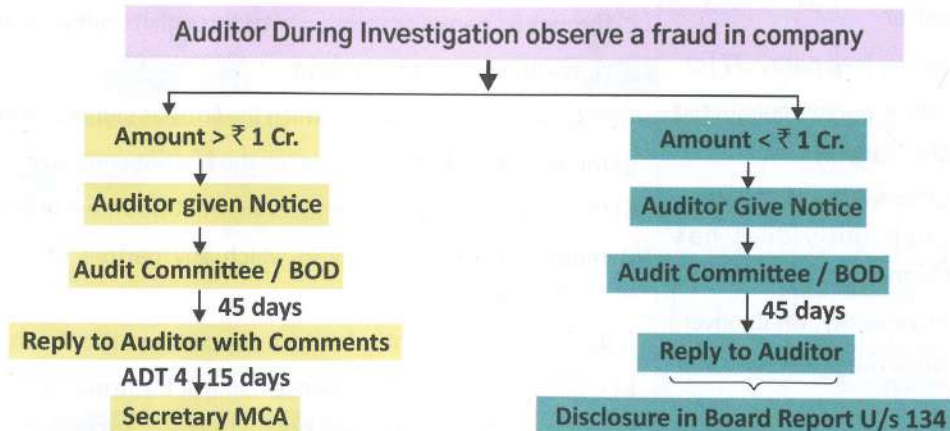 Auditor During Investigation observe a fraud in company
Amount > ₹ 1 Cr.
Auditor given Notice
Audit Committee / BOD
45 days
Reply to Auditor with Comments
ADT 4 15 days
Secretary MCA
Amount < ₹ 1 Cr.
Auditor Give Notice
Audit Committee / BOD
45 days
Reply to Auditor
Disclosure in Board Report U/s 134